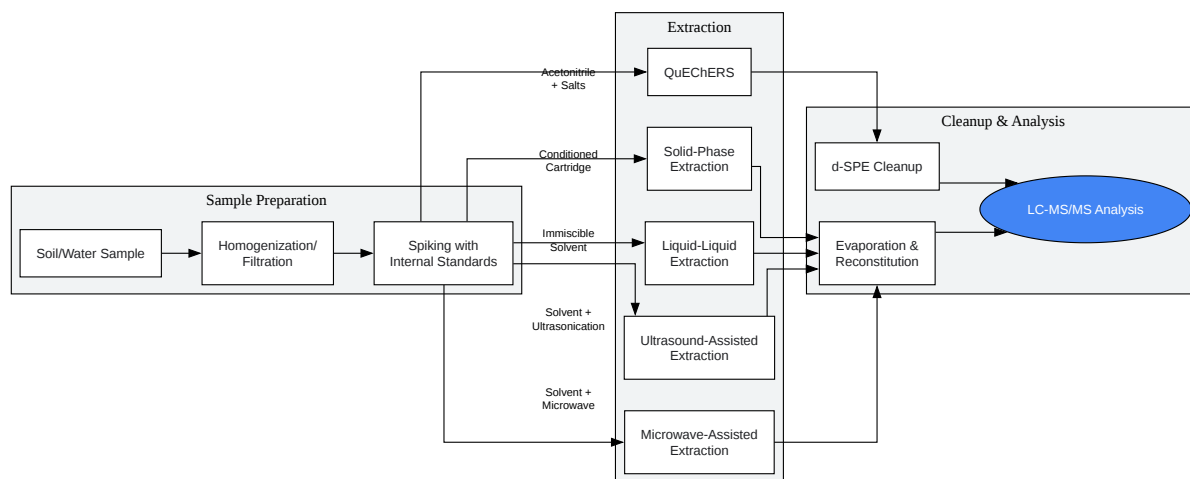 Extraction
Acetonitrile
+ Salts
QuEChERS
Cleanup & Analysis
Conditioned
Cartridge
Solid-Phase
Extraction
d-SPE Cleanup
Sample Preparation
LC-MS/MS Analysis
Soil/Water Sample
Homogenization/
Filtration
Spiking with
Internal Standards
Immiscible
Solvent
Liquid-Liquid
Extraction
Evaporation &
Reconstitution
Solvent +
Ultrasonication
Ultrasound-Assisted
Extraction
Solvent +
Microwave
Microwave-Assisted
Extraction